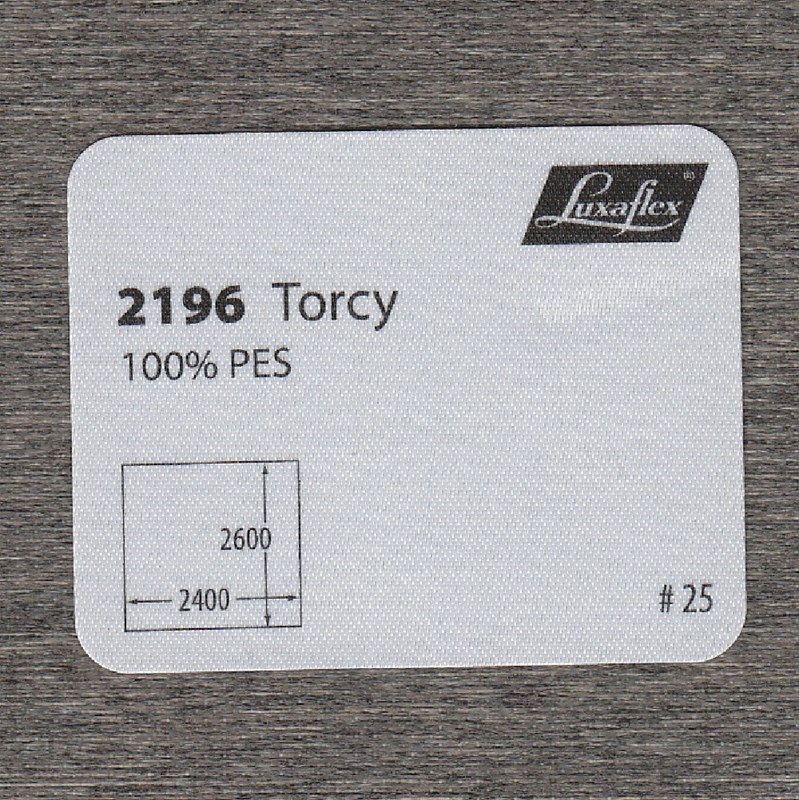 Luxaflex®
2196 Torcy
100% PES
2600
2400
# 25